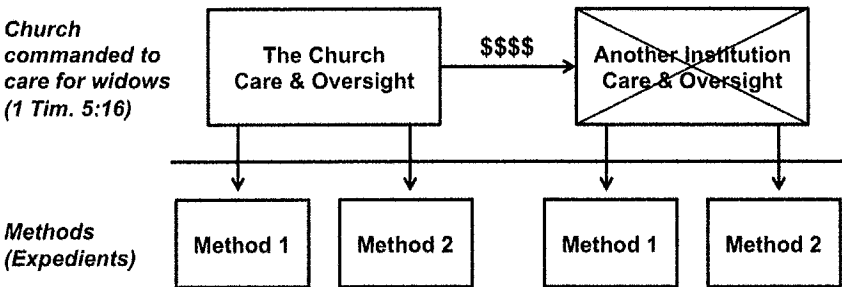 Church
commanded to
care for widows
(1 Tim. 5:16)
The Church
Care & Oversight
$$$$
Another Institution
Care & Oversight
Methods
(Expedients)
Method 1
Method 2
Method 1
Method 2